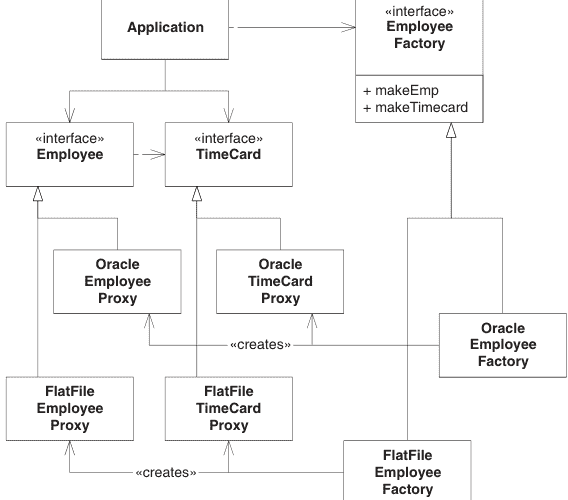 Application
«interface»
Employee
Factory
+ makeEmp
+ makeTimecard
«interface»
Employee
«interface»
TimeCard
Oracle
Employee
Proxy
Oracle
TimeCard
Proxy
«creates»
Oracle
Employee
Factory
FlatFile
Employee
Proxy
FlatFile
TimeCard
Proxy
«creates»
FlatFile
Employee
Factory